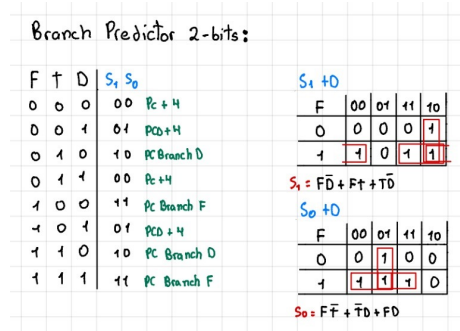 Branch Predictor 2-bits:
F T D S₁ S₀
0 0 0 00 Pc + 4
0 0 1 01 PCD+4
0 1 0 10 PC Branch D
0 1 1 00 Pc+4
1 0 0 11 PC Branch F
1 0 1 01 PCD + 4
1 1 0 10 PC Branch D
1 1 1 11 PC Branch F
S₁ TD
F 00 01 11 10
0 0 0 0 1
1 1 0 1 1
S₁ = FD̅ + FT + TD̅
S₀ TD
F 00 01 11 10
0 0 1 0 0
1 1 1 1 0
S₀ = FT̅ + T̅D + FD